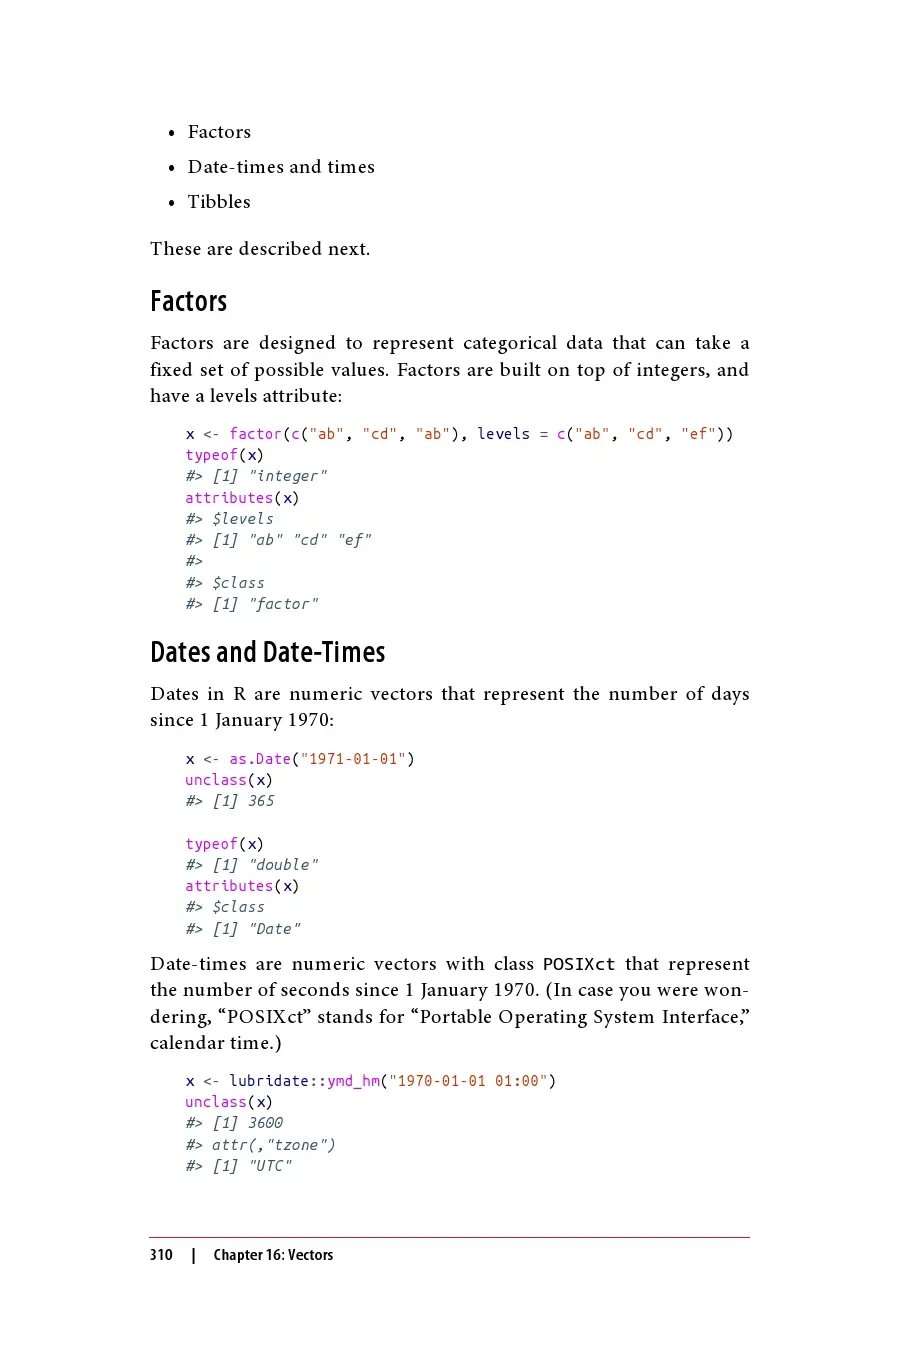 • Factors
• Date-times and times
• Tibbles
These are described next.
Factors
Factors are designed to represent categorical data that can take a
fixed set of possible values. Factors are built on top of integers, and
have a levels attribute:
x <- factor(c("ab", "cd", "ab"), levels = c("ab", "cd", "ef"))
typeof(x)
#> [1] "integer"
attributes(x)
#> $levels
#> [1] "ab" "cd" "ef"
#>
#> $class
#> [1] "factor"
Dates and Date-Times
Dates in R are numeric vectors that represent the number of days
since 1 January 1970:
x <- as.Date("1971-01-01")
unclass(x)
#> [1] 365
typeof(x)
#> [1] "double"
attributes(x)
#> $class
#> [1] "Date"
Date-times are numeric vectors with class POSIXct that represent
the number of seconds since 1 January 1970. (In case you were won-
dering, “POSIXct” stands for “Portable Operating System Interface,”
calendar time.)
x <- lubridate::ymd_hm("1970-01-01 01:00")
unclass(x)
#> [1] 3600
#> attr(,"tzone")
#> [1] "UTC"
310 | Chapter 16: Vectors